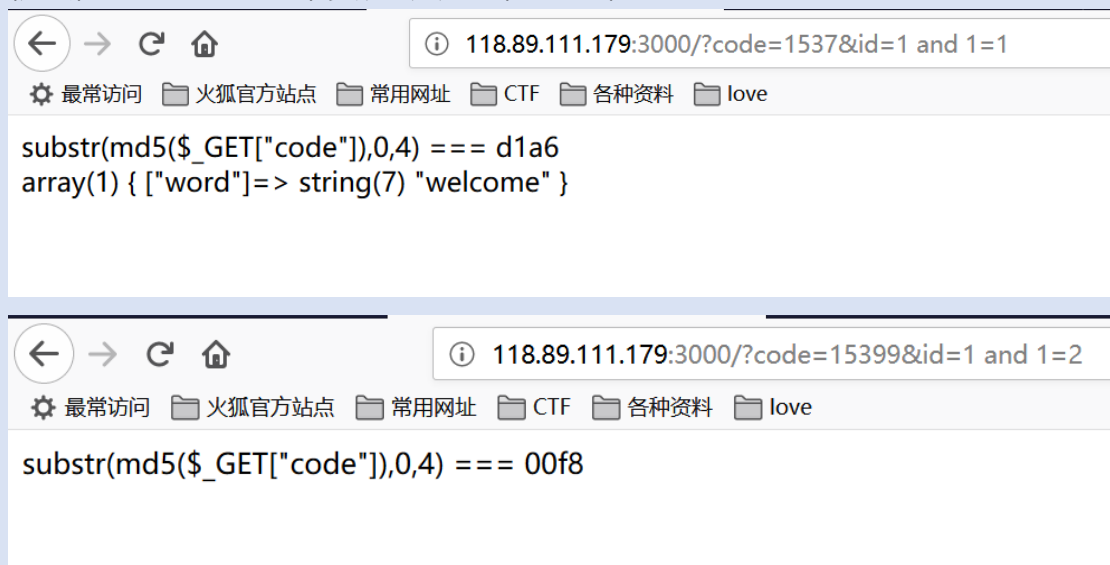 118.89.111.179:3000/?code=1537&id=1 and 1=1
最常访问 火狐官方站点 常用网址 CTF 各种资料 love
substr(md5($_GET["code"]),0,4) === d1a6
array(1) { ["word"]=> string(7) "welcome" }
118.89.111.179:3000/?code=15399&id=1 and 1=2
最常访问 火狐官方站点 常用网址 CTF 各种资料 love
substr(md5($_GET["code"]),0,4) === 00f8